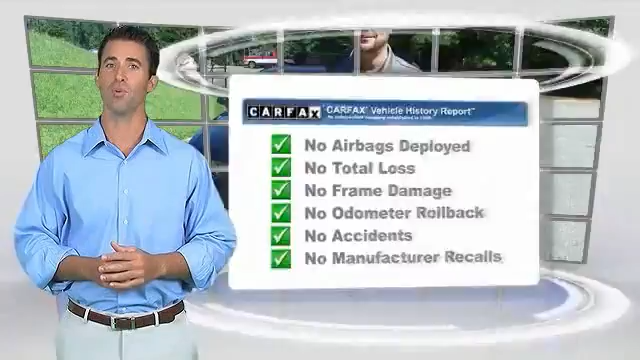 CARFAX CARFAX Vehicle History Report™
No Airbags Deployed
No Total Loss
No Frame Damage
No Odometer Rollback
No Accidents
No Manufacturer Recalls